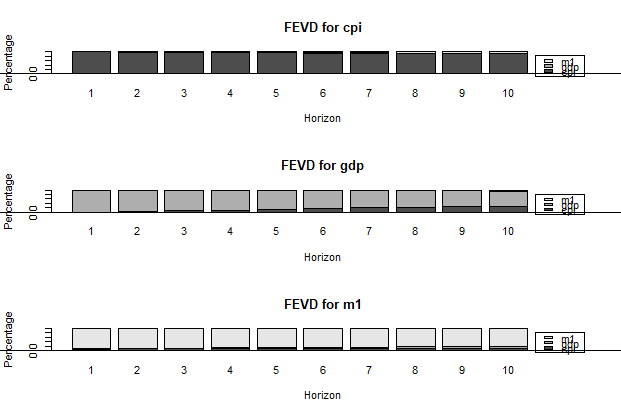 FEVD for cpi
Percentage
0.0
m1
gdp
cpi
1 2 3 4 5 6 7 8 9 10
Horizon
FEVD for gdp
Percentage
0.0
m1
gdp
cpi
1 2 3 4 5 6 7 8 9 10
Horizon
FEVD for m1
Percentage
0.0
m1
gdp
cpi
1 2 3 4 5 6 7 8 9 10
Horizon